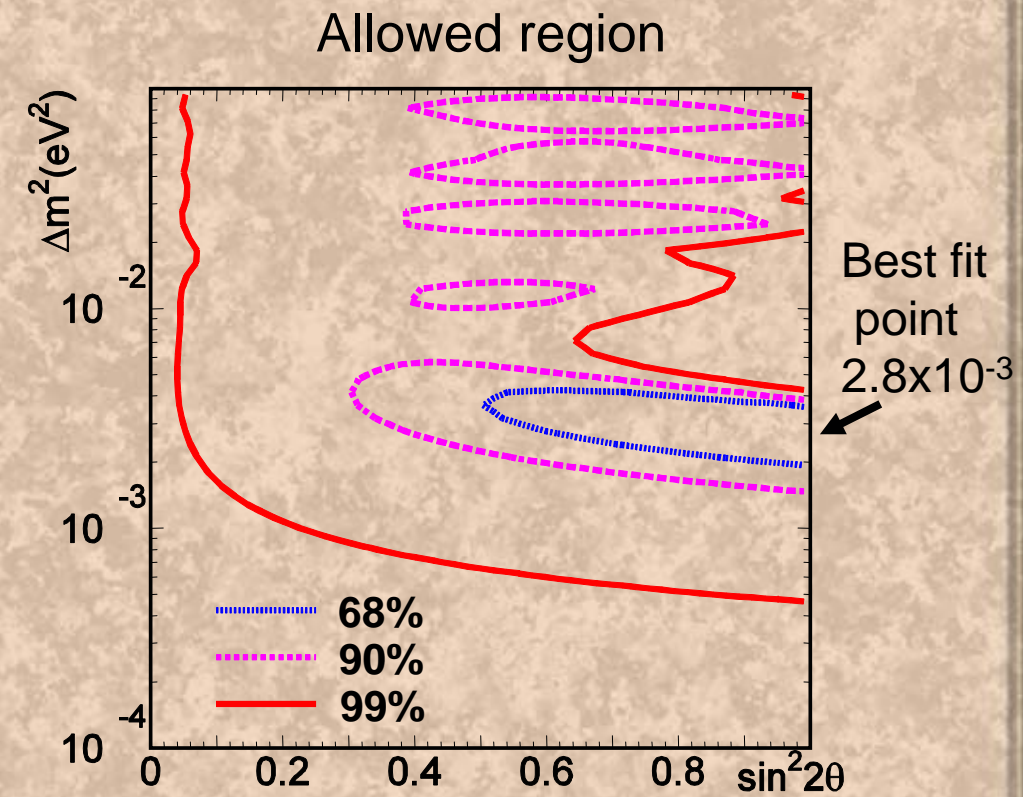 Allowed region
Δm²(eV²)
10⁻²
10⁻³
10⁻⁴
0 0.2 0.4 0.6 0.8 sin²2θ
68%
90%
99%
Best fit
point
2.8x10⁻³